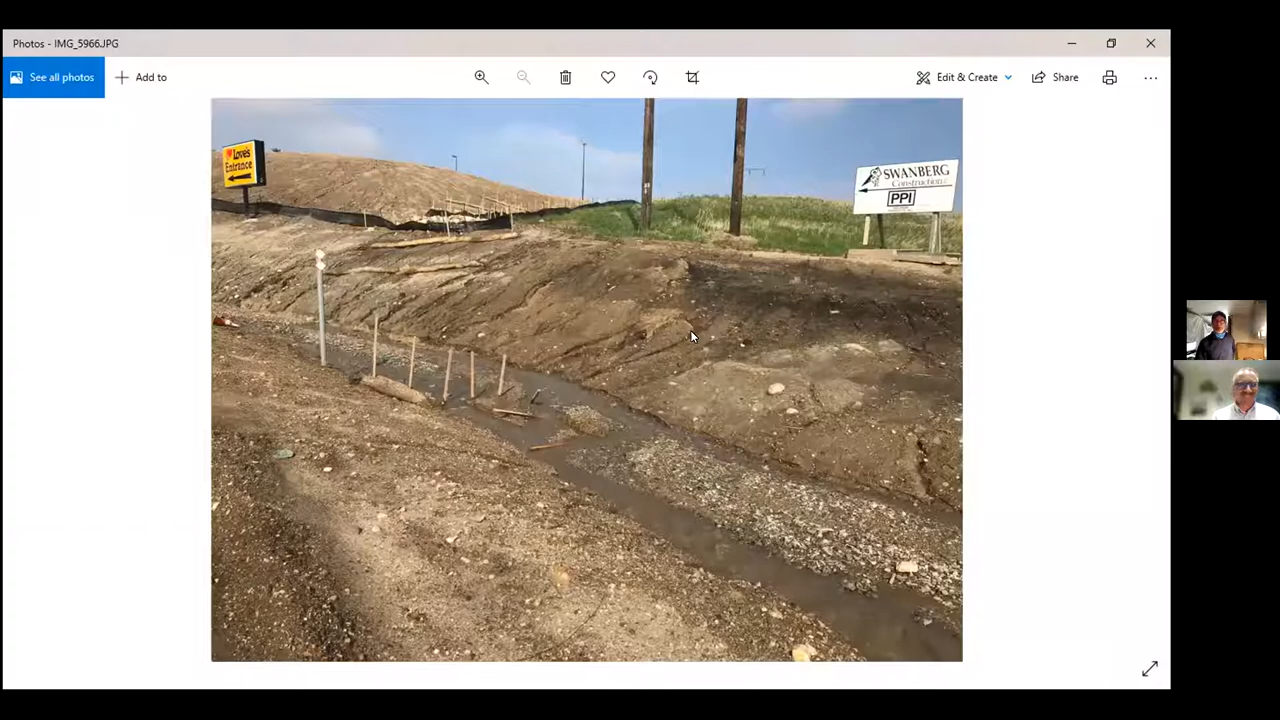 Photos - IMG_5966.JPG
See all photos
Add to
Edit & Create
Share
Love's
Entrance
SWANBERG
Construction
PPI